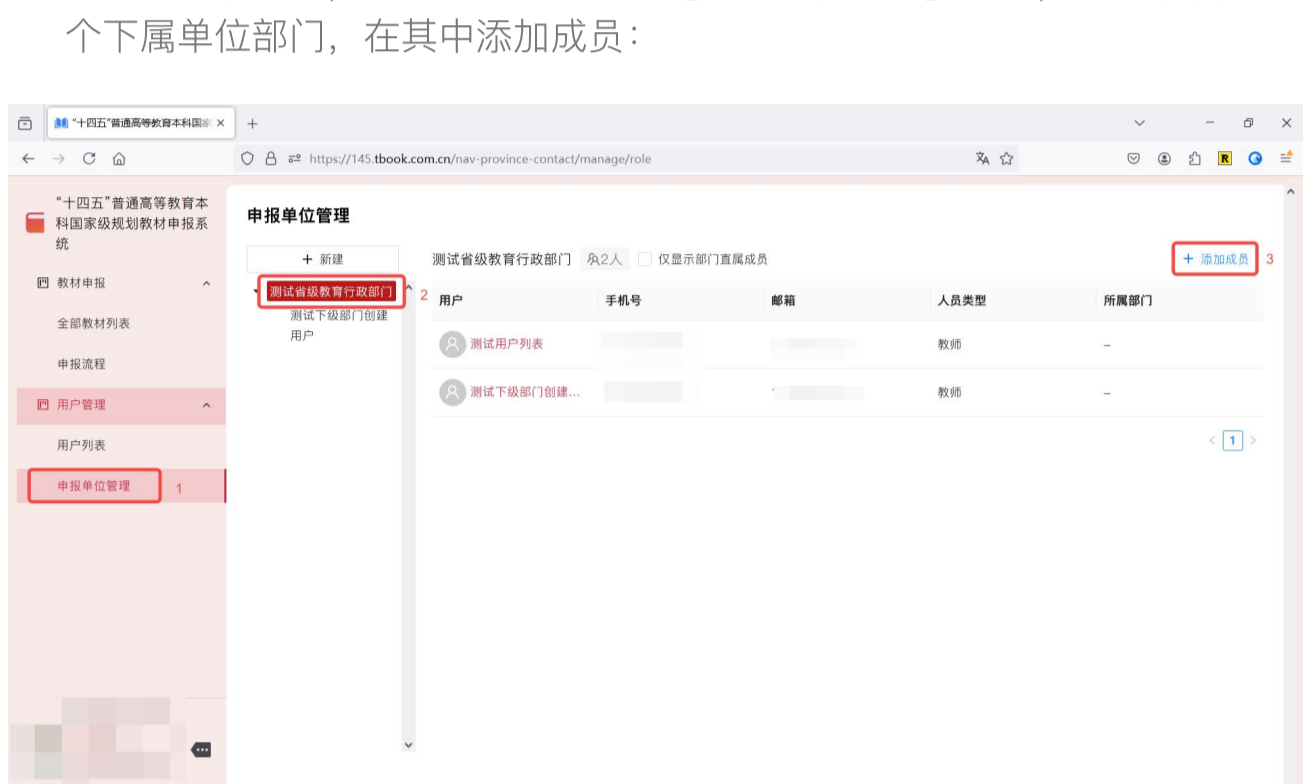 个下属单位部门，在其中添加成员：
“十四五”普通高等教育本科国家
https://145.tbook.com.cn/nav-province-contact/manage/role
“十四五”普通高等教育本
科国家级规划教材申报系
统
教材申报
全部教材列表
申报流程
用户管理
用户列表
申报单位管理 1
申报单位管理
+ 新建
测试省级教育行政部门 2
测试下级部门创建
用户
测试省级教育行政部门 2人 仅显示部门直属成员 + 添加成员 3
用户 手机号 邮箱 人员类型 所属部门
测试用户列表 教师 –
测试下级部门创建... 教师 –
< 1 >